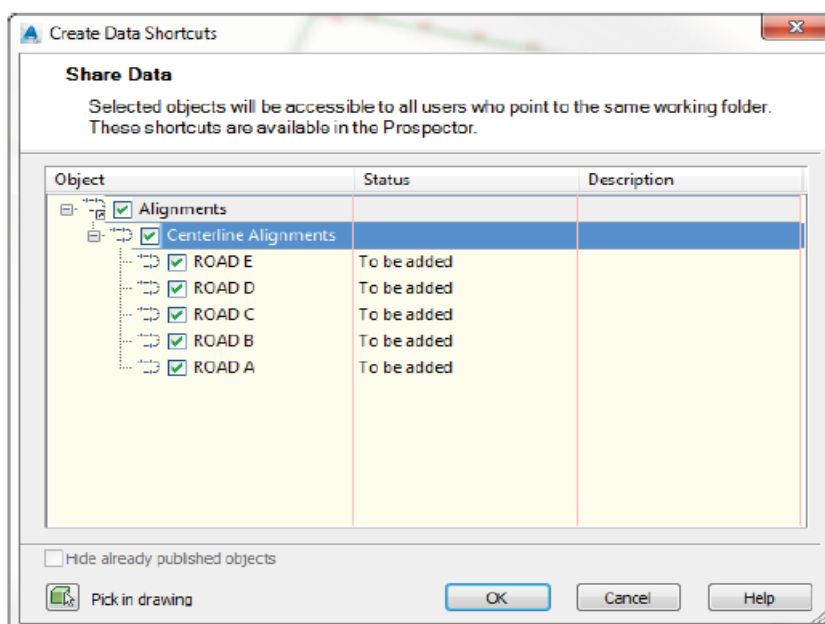 Create Data Shortcuts
Share Data
Selected objects will be accessible to all users who point to the same working folder.
These shortcuts are available in the Prospector.
Object Status Description
Alignments
Centerline Alignments
ROAD E To be added
ROAD D To be added
ROAD C To be added
ROAD B To be added
ROAD A To be added
Hide already published objects
Pick in drawing OK Cancel Help